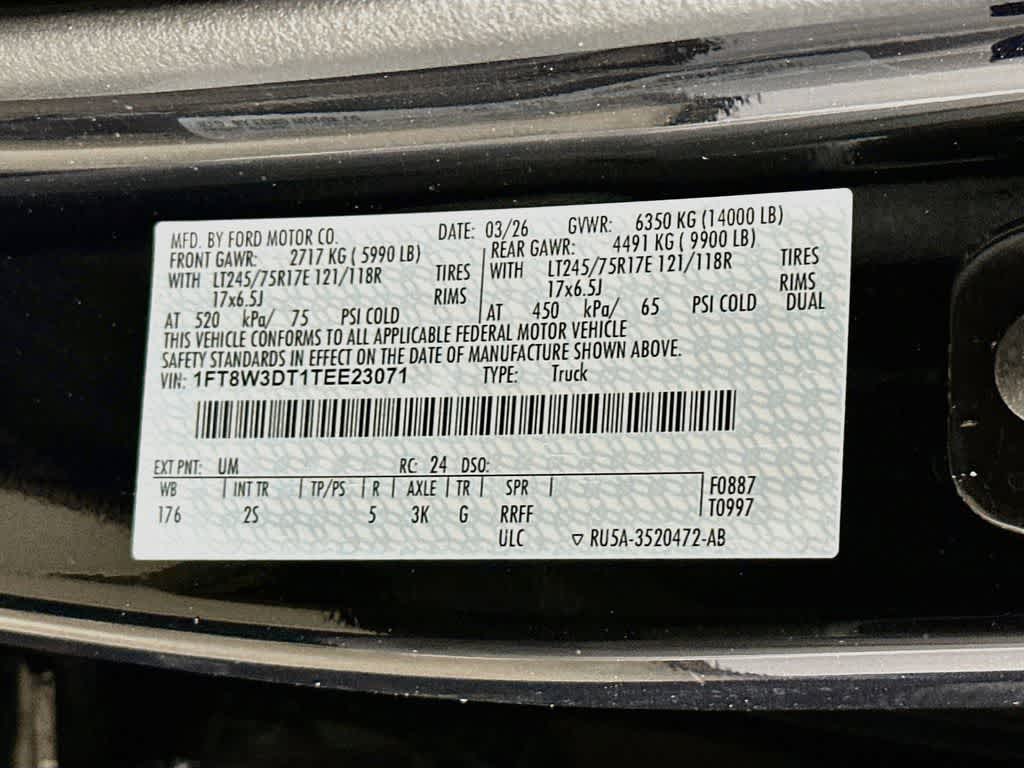 MFD. BY FORD MOTOR CO. DATE: 03/26 GVWR: 6350 KG (14000 LB)
FRONT GAWR: 2717 KG ( 5990 LB) REAR GAWR: 4491 KG ( 9900 LB)
WITH LT245/75R17E 121/118R TIRES WITH LT245/75R17E 121/118R TIRES
17x6.5J RIMS 17x6.5J RIMS
AT 520 kPa/ 75 PSI COLD AT 450 kPa/ 65 PSI COLD DUAL
THIS VEHICLE CONFORMS TO ALL APPLICABLE FEDERAL MOTOR VEHICLE
SAFETY STANDARDS IN EFFECT ON THE DATE OF MANUFACTURE SHOWN ABOVE.
VIN: 1FT8W3DT1TEE23071 TYPE: Truck
EXT PNT: UM RC: 24 DSO:
WB INT TR TP/PS R AXLE TR SPR F0887
176 2S 5 3K G RRFF T0997
ULC RU5A-3520472-AB